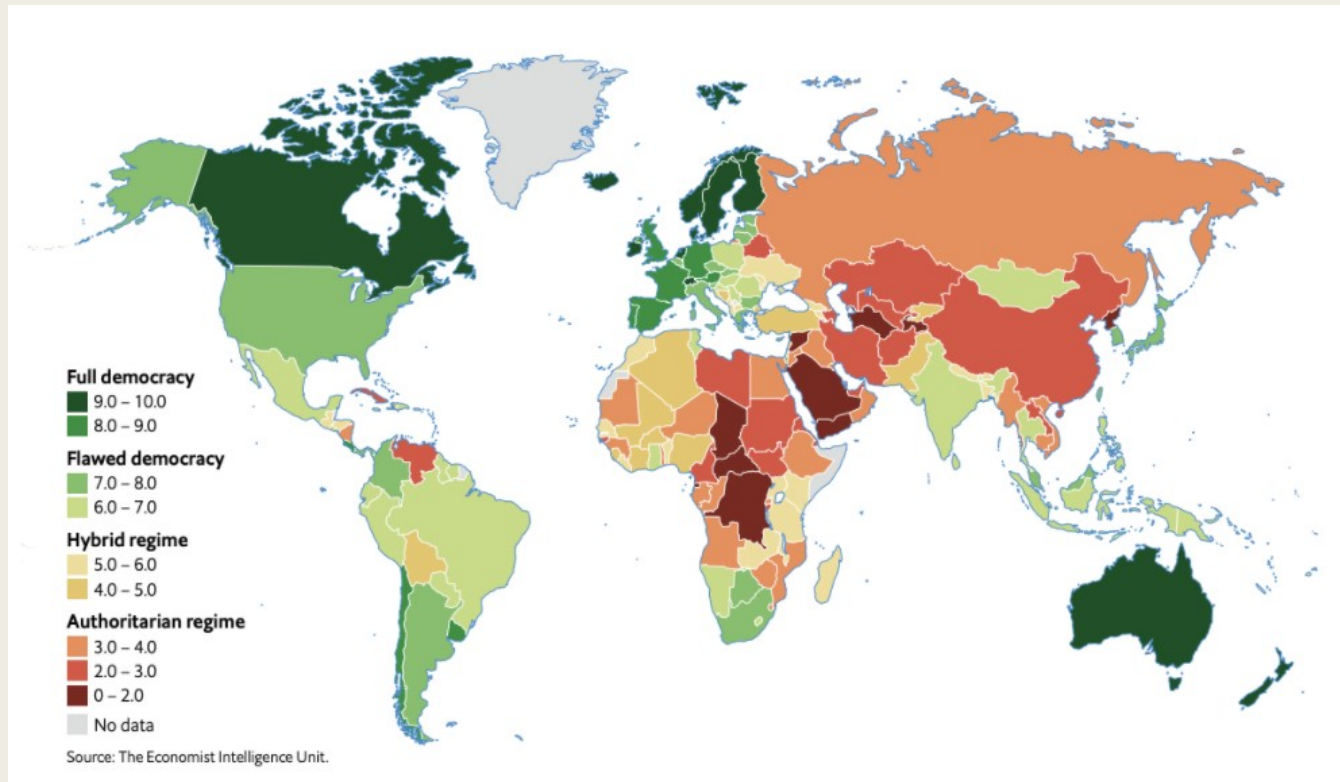 Full democracy
9.0 – 10.0
8.0 – 9.0
Flawed democracy
7.0 – 8.0
6.0 – 7.0
Hybrid regime
5.0 – 6.0
4.0 – 5.0
Authoritarian regime
3.0 – 4.0
2.0 – 3.0
0 – 2.0
No data
Source: The Economist Intelligence Unit.